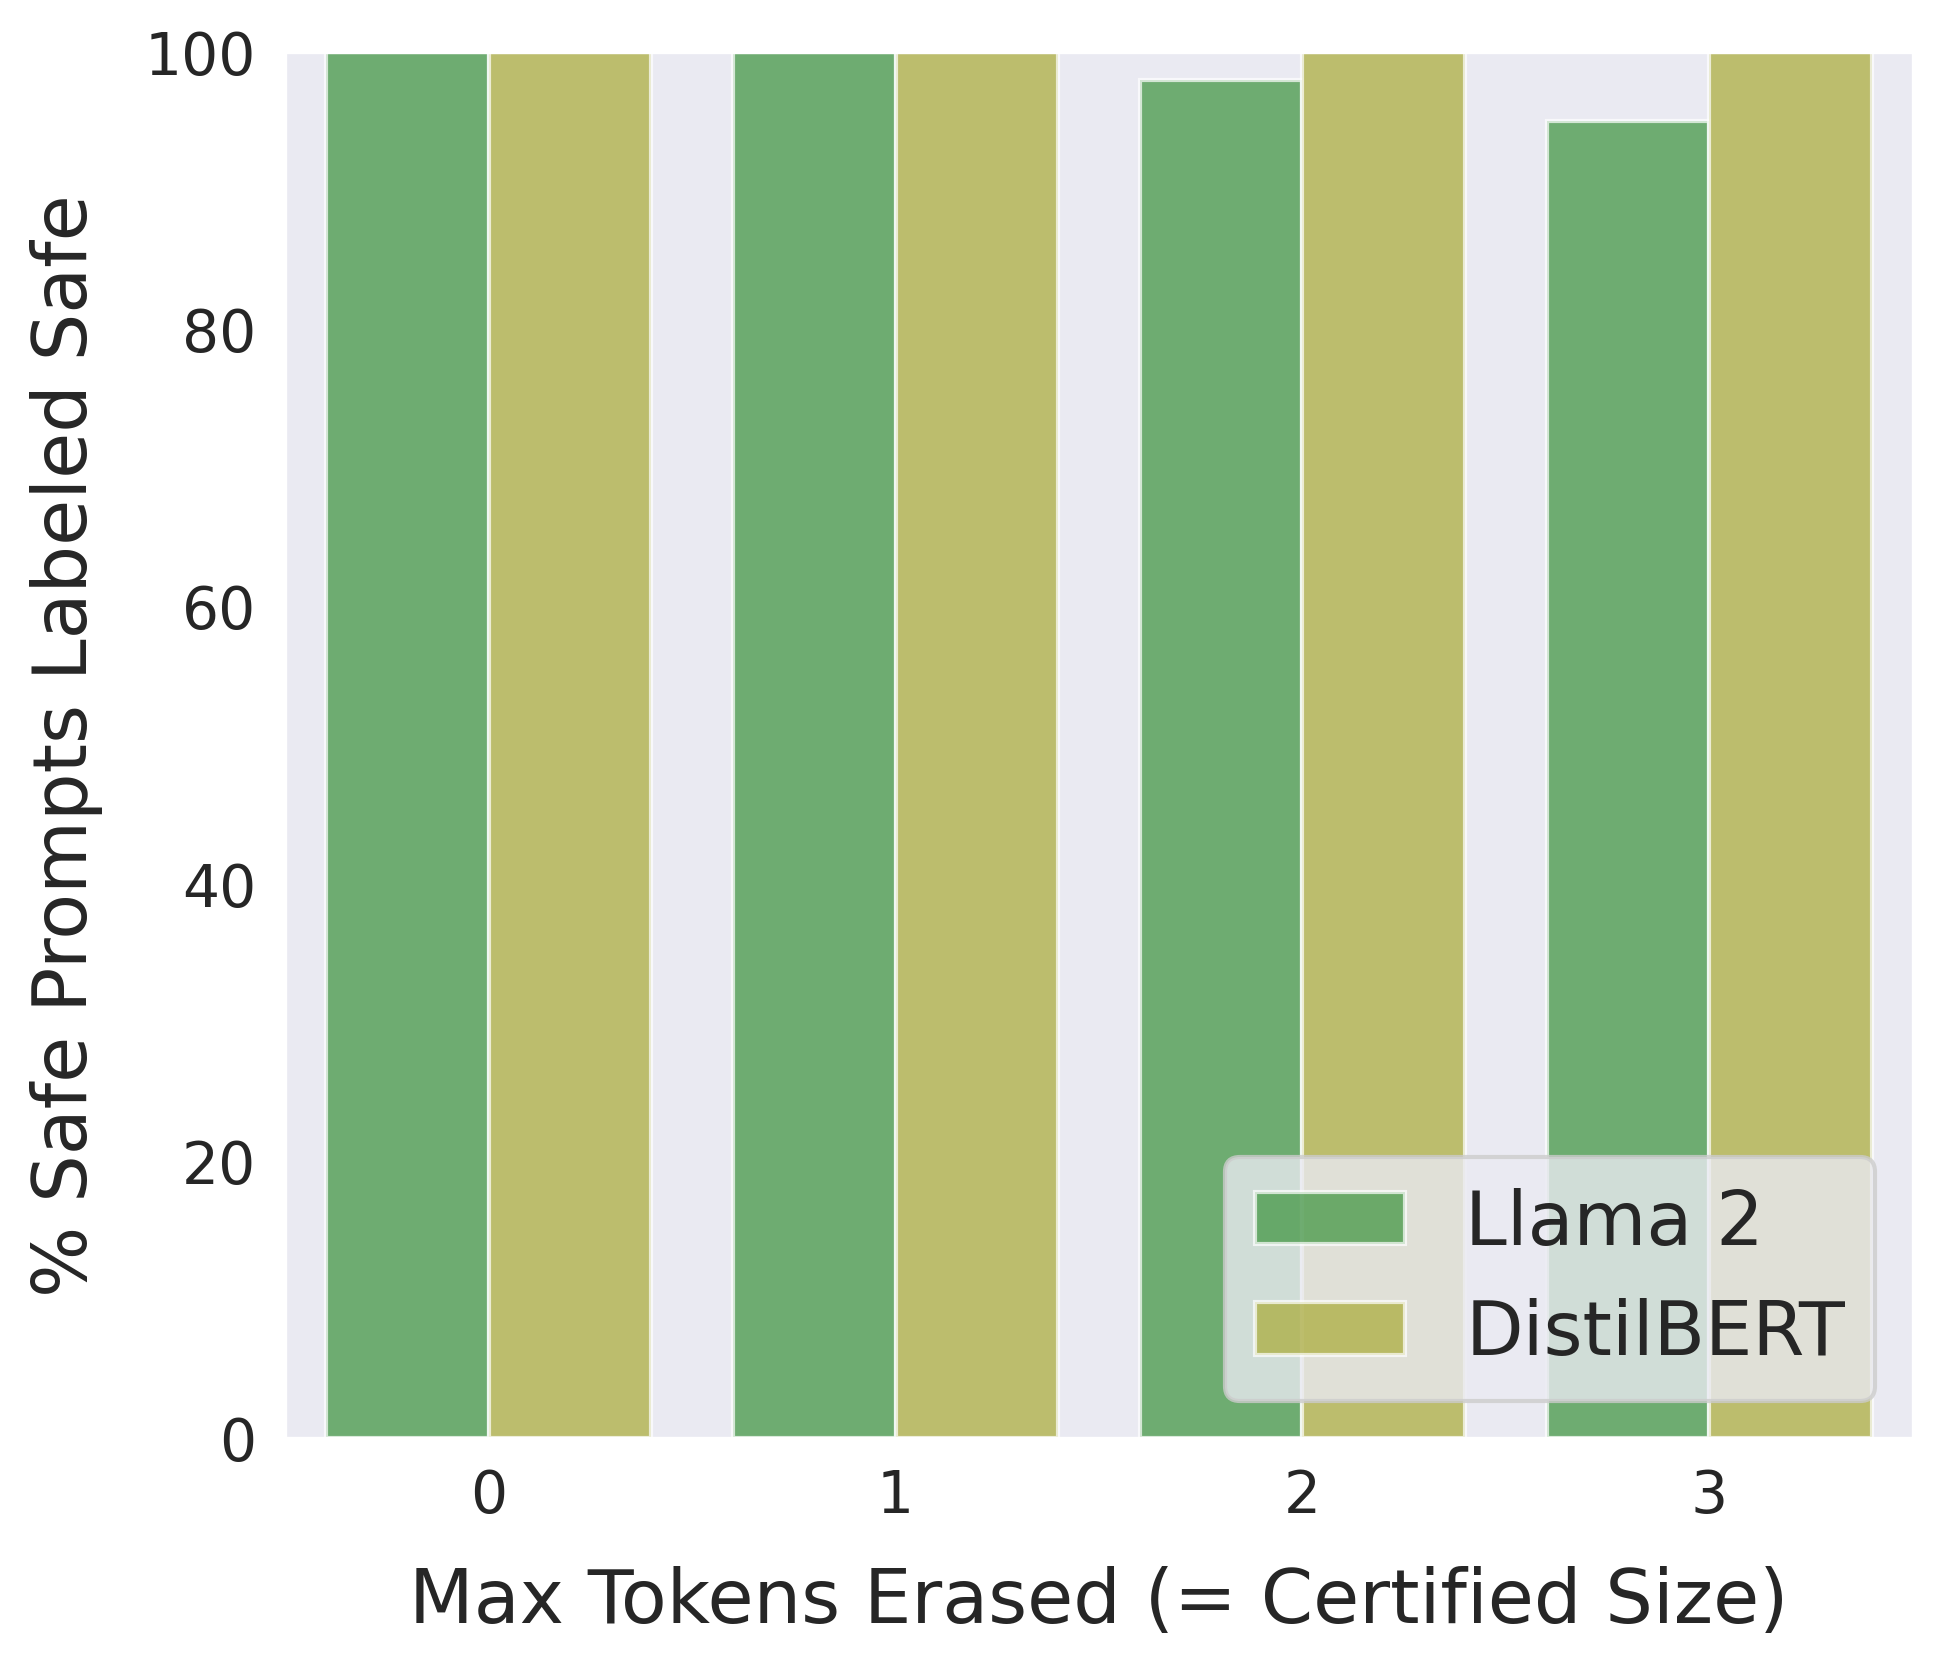 100
80
60
40
20
0
% Safe Prompts Labeled Safe
Llama 2
DistilBERT
0 1 2 3
Max Tokens Erased (= Certified Size)